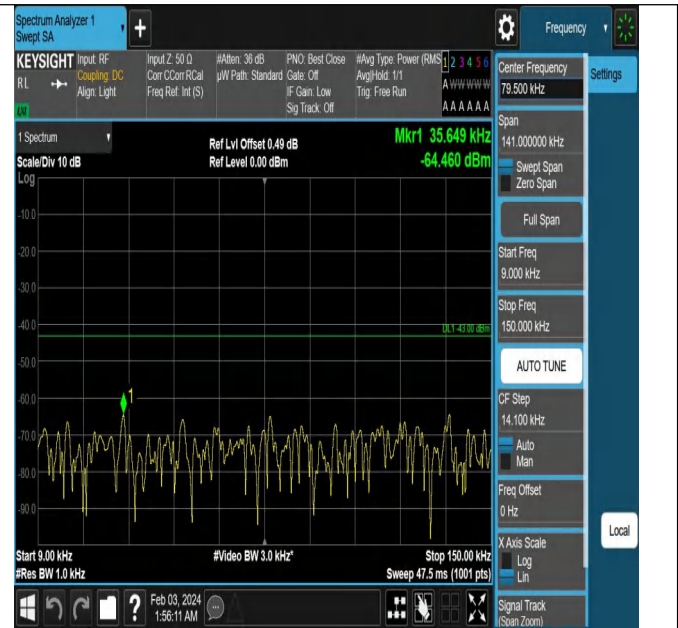 Spectrum Analyzer 1
Swept SA
+
Frequency
KEYSIGHT
RL
Input: RF
Coupling: DC
Align: Light
Input Z: 50 Ω
Corr CCorr RCal
Freq Ref: Int (S)
#Atten: 36 dB
µW Path: Standard
PNO: Best Close
Gate: Off
IF Gain: Low
Sig Track: Off
#Avg Type: Power (RMS
Avg|Hold: 1/1
Trig: Free Run
1 2 3 4 5 6
A W W W W W
A A A A A A
1 Spectrum
Scale/Div 10 dB
Log
Ref Lvl Offset 0.49 dB
Ref Level 0.00 dBm
Mkr1 35.649 kHz
-64.460 dBm
-10.0
-20.0
-30.0
-40.0
-50.0
-60.0
-70.0
-80.0
-90.0
DL1 -43.00 dBm
1
Start 9.00 kHz
#Res BW 1.0 kHz
#Video BW 3.0 kHz*
Stop 150.00 kHz
Sweep 47.5 ms (1001 pts)
Feb 03, 2024
1:56:11 AM
?
Center Frequency
79.500 kHz
Settings
Span
141.000000 kHz
Swept Span
Zero Span
Full Span
Start Freq
9.000 kHz
Stop Freq
150.000 kHz
AUTO TUNE
CF Step
14.100 kHz
Auto
Man
Freq Offset
0 Hz
X Axis Scale
Log
Lin
Local
Signal Track
(Span Zoom)